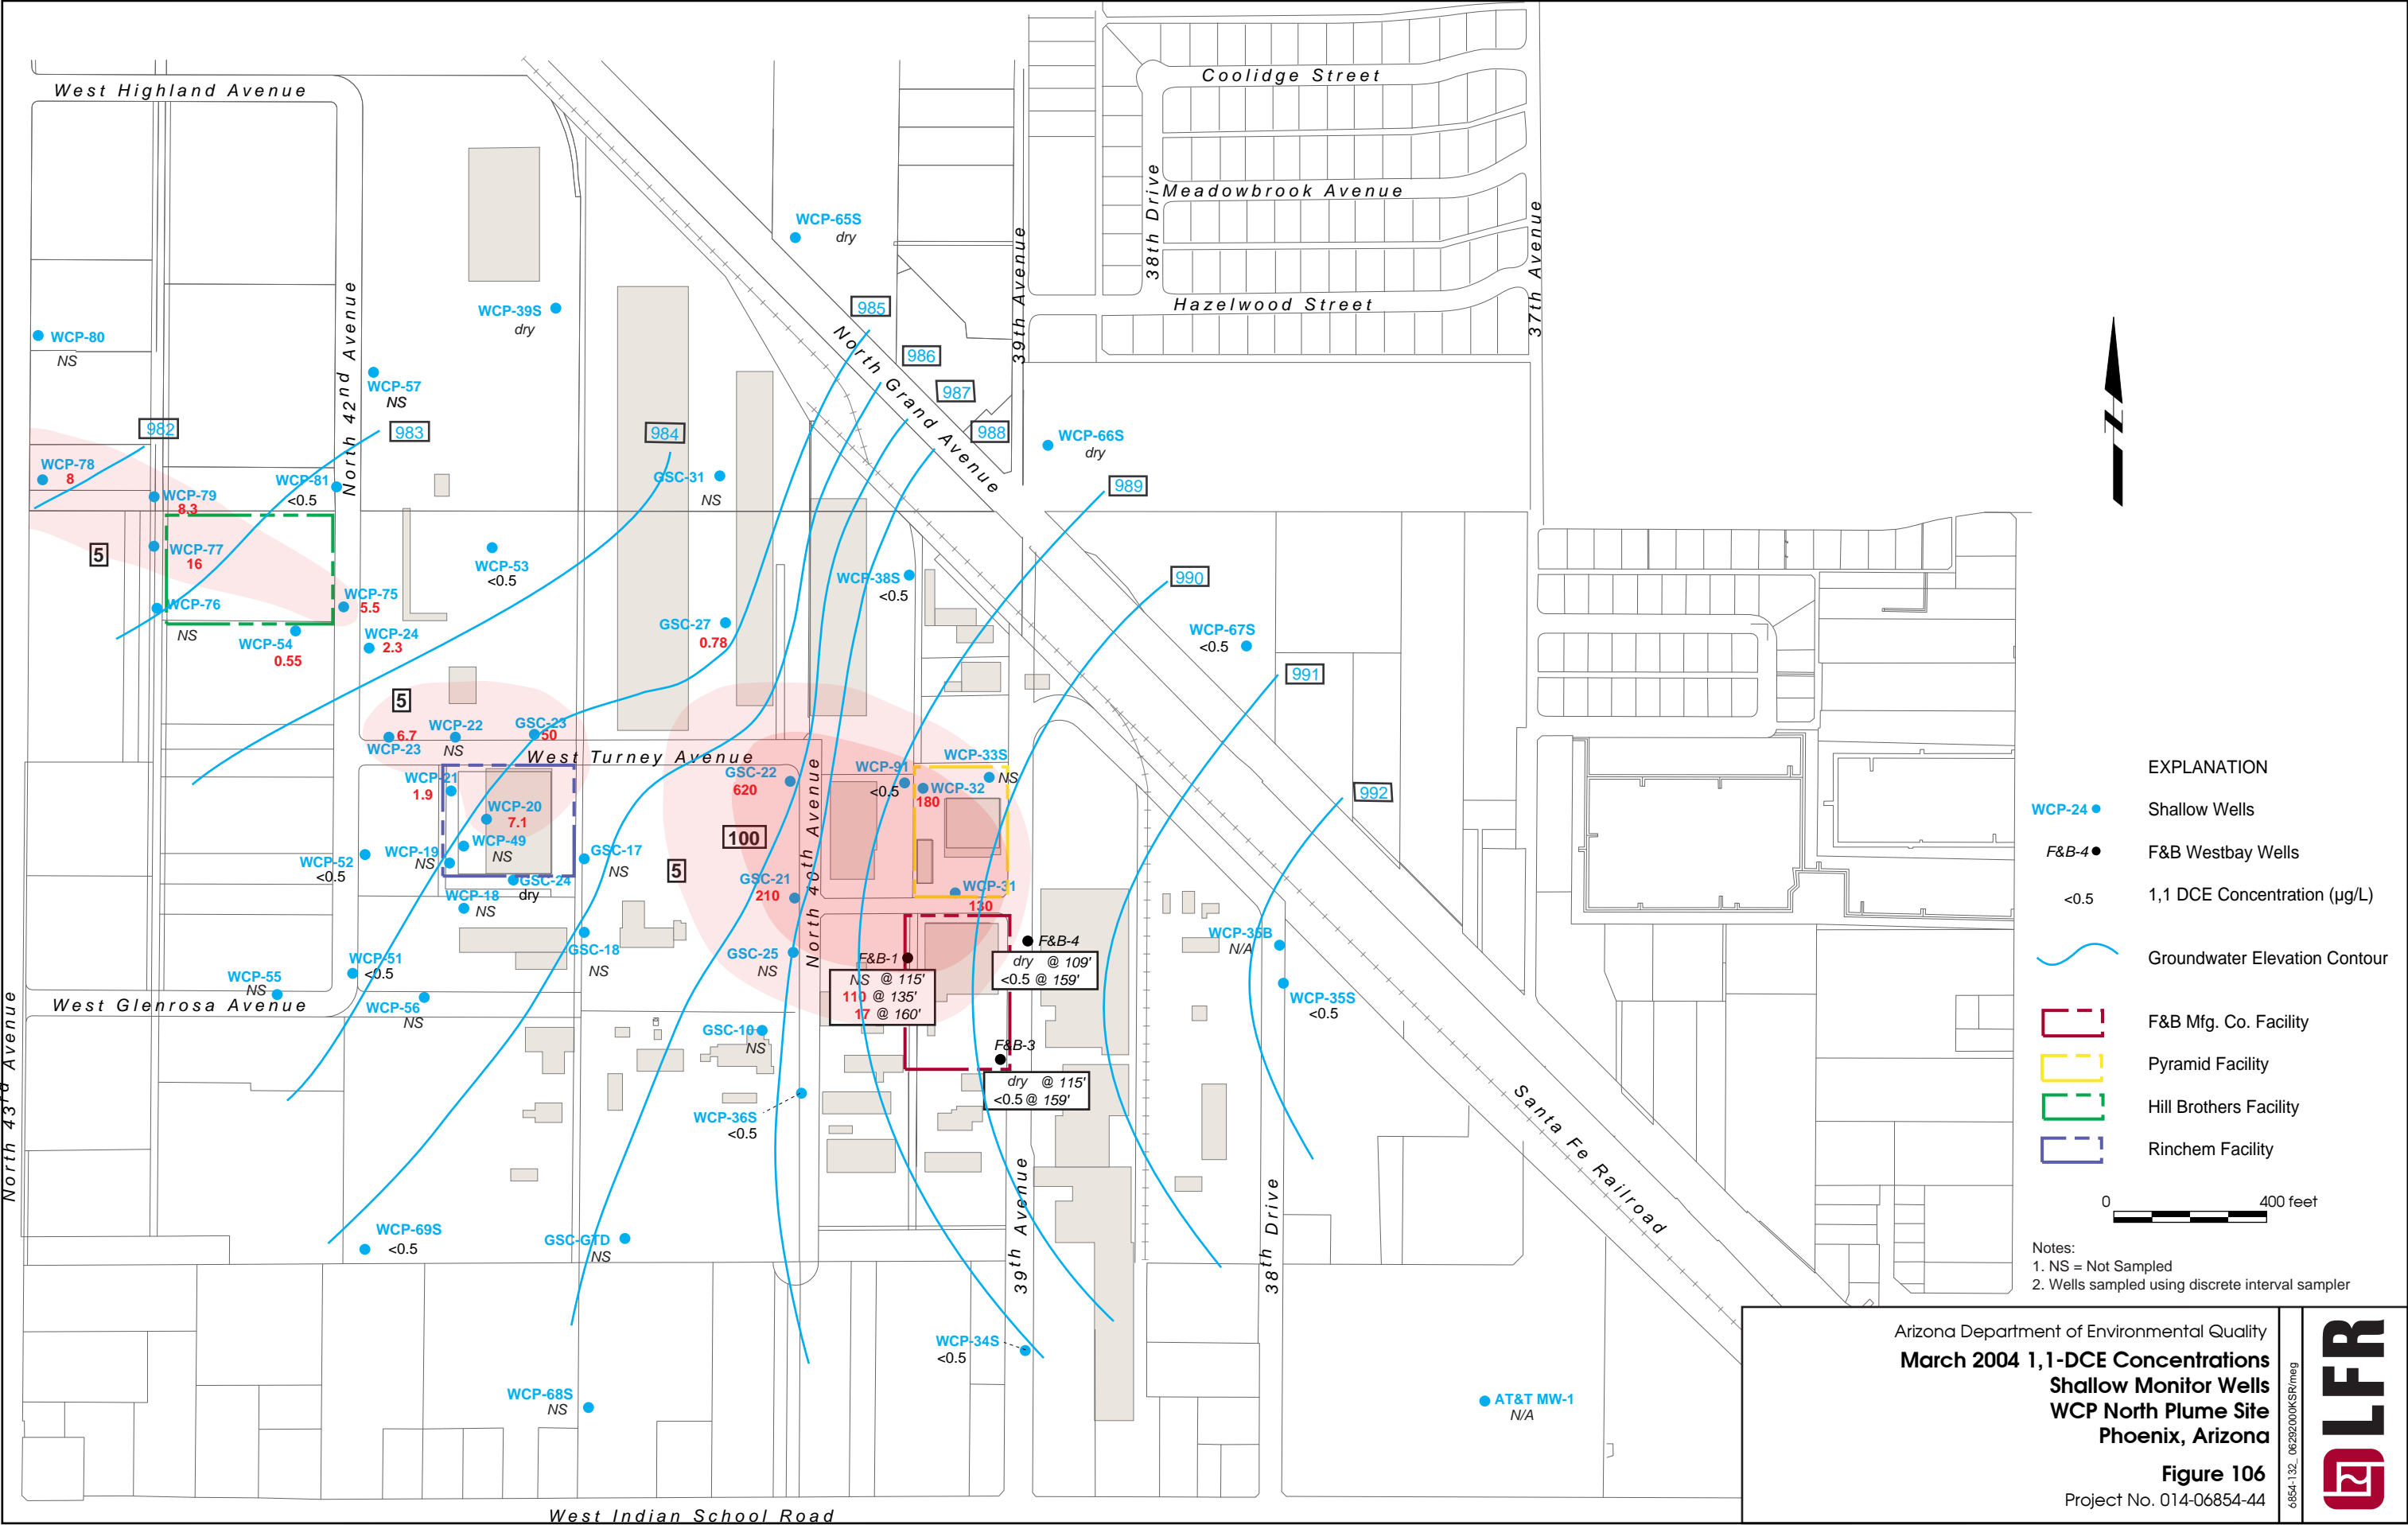 Coolidge Street
West Highland Avenue
38th Drive
Meadowbrook Avenue
37th Avenue
39th Avenue
Hazelwood Street
WCP-65S
dry
WCP-39S
dry
985
North Grand Avenue
986
987
988
WCP-80
NS
North 42nd Avenue
WCP-57
NS
982
983
984
WCP-66S
dry
WCP-78
8
WCP-79
8.3
WCP-81
<0.5
GSC-31
NS
989
5
WCP-77
16
WCP-53
<0.5
WCP-38S
<0.5
990
WCP-76
NS
WCP-75
5.5
WCP-54
0.55
WCP-24
2.3
GSC-27
0.78
WCP-67S
<0.5
991
5
6.7
WCP-23
WCP-22
NS
GSC-23
50
West Turney Avenue
WCP-21
1.9
WCP-20
7.1
WCP-49
NS
WCP-19
NS
WCP-52
<0.5
GSC-24
dry
WCP-18
NS
GSC-17
NS
5
GSC-22
620
100
GSC-21
210
North 40th Avenue
WCP-91
<0.5
WCP-33S
NS
WCP-32
180
WCP-31
130
992
GSC-18
NS
GSC-25
NS
F&B-1
NS @ 115'
110 @ 135'
17 @ 160'
F&B-4
dry @ 109'
<0.5 @ 159'
WCP-35B
N/A
WCP-35S
<0.5
WCP-51
<0.5
WCP-55
NS
West Glenrosa Avenue
WCP-56
NS
GSC-10
NS
F&B-3
dry @ 115'
<0.5 @ 159'
WCP-36S
<0.5
North 43rd Avenue
WCP-69S
<0.5
GSC-GTD
NS
39th Avenue
38th Drive
Santa Fe Railroad
WCP-34S
<0.5
WCP-68S
NS
AT&T MW-1
N/A
West Indian School Road
EXPLANATION
WCP-24 Shallow Wells
F&B-4 F&B Westbay Wells
<0.5 1,1 DCE Concentration (µg/L)
Groundwater Elevation Contour
F&B Mfg. Co. Facility
Pyramid Facility
Hill Brothers Facility
Rinchem Facility
0 400 feet
Notes:
1. NS = Not Sampled
2. Wells sampled using discrete interval sampler
Arizona Department of Environmental Quality
March 2004 1,1-DCE Concentrations
Shallow Monitor Wells
WCP North Plume Site
Phoenix, Arizona
Figure 106
Project No. 014-06854-44
6854-132_06292000KSR/meg
LFR